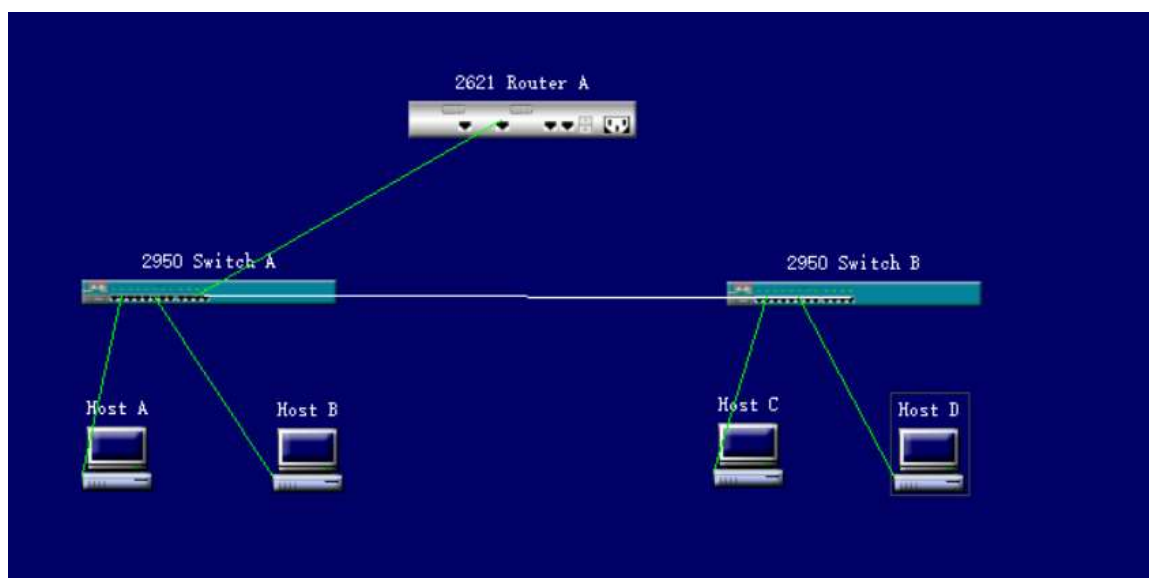 2621 Router A
2950 Switch A
2950 Switch B
Host A
Host B
Host C
Host D